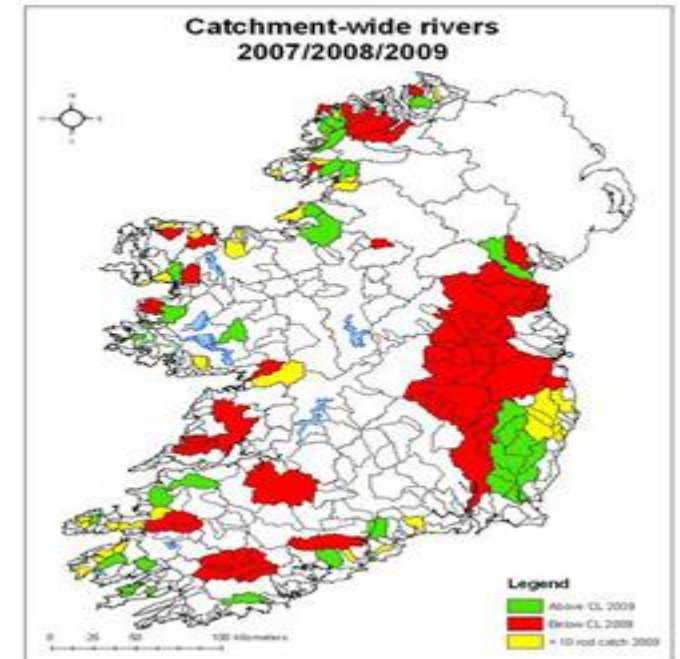 Catchment-wide rivers
2007/2008/2009
Legend
Above CL 2009
Below CL 2009
< 10 rod catch 2009
0 25 50 100 Kilometers